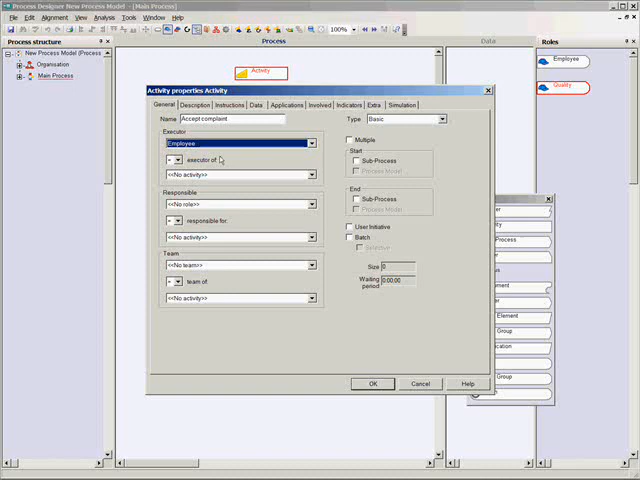 Process Designer New Process Model - [Main Process]
File Edit Alignment View Analysis Tools Window Help
100%
Process structure
Process
Data
Roles
New Process Model (Process
Organisation
Main Process
Activity
Employee
Quality
Activity properties Activity
General Description Instructions Data Applications Involved Indicators Extra Simulation
Name Accept complaint
Type Basic
Executor
Employee
= executor of:
<<No activity>>
Responsible
<<No role>>
= responsible for:
<<No activity>>
Team
<<No team>>
= team of:
<<No activity>>
Multiple
Start
Sub-Process
Process Model
End
Sub-Process
Process Model
User Initiative
Batch
Selective
Size 0
Waiting period 0:00:00
OK Cancel Help
Process
Element
Group
Group